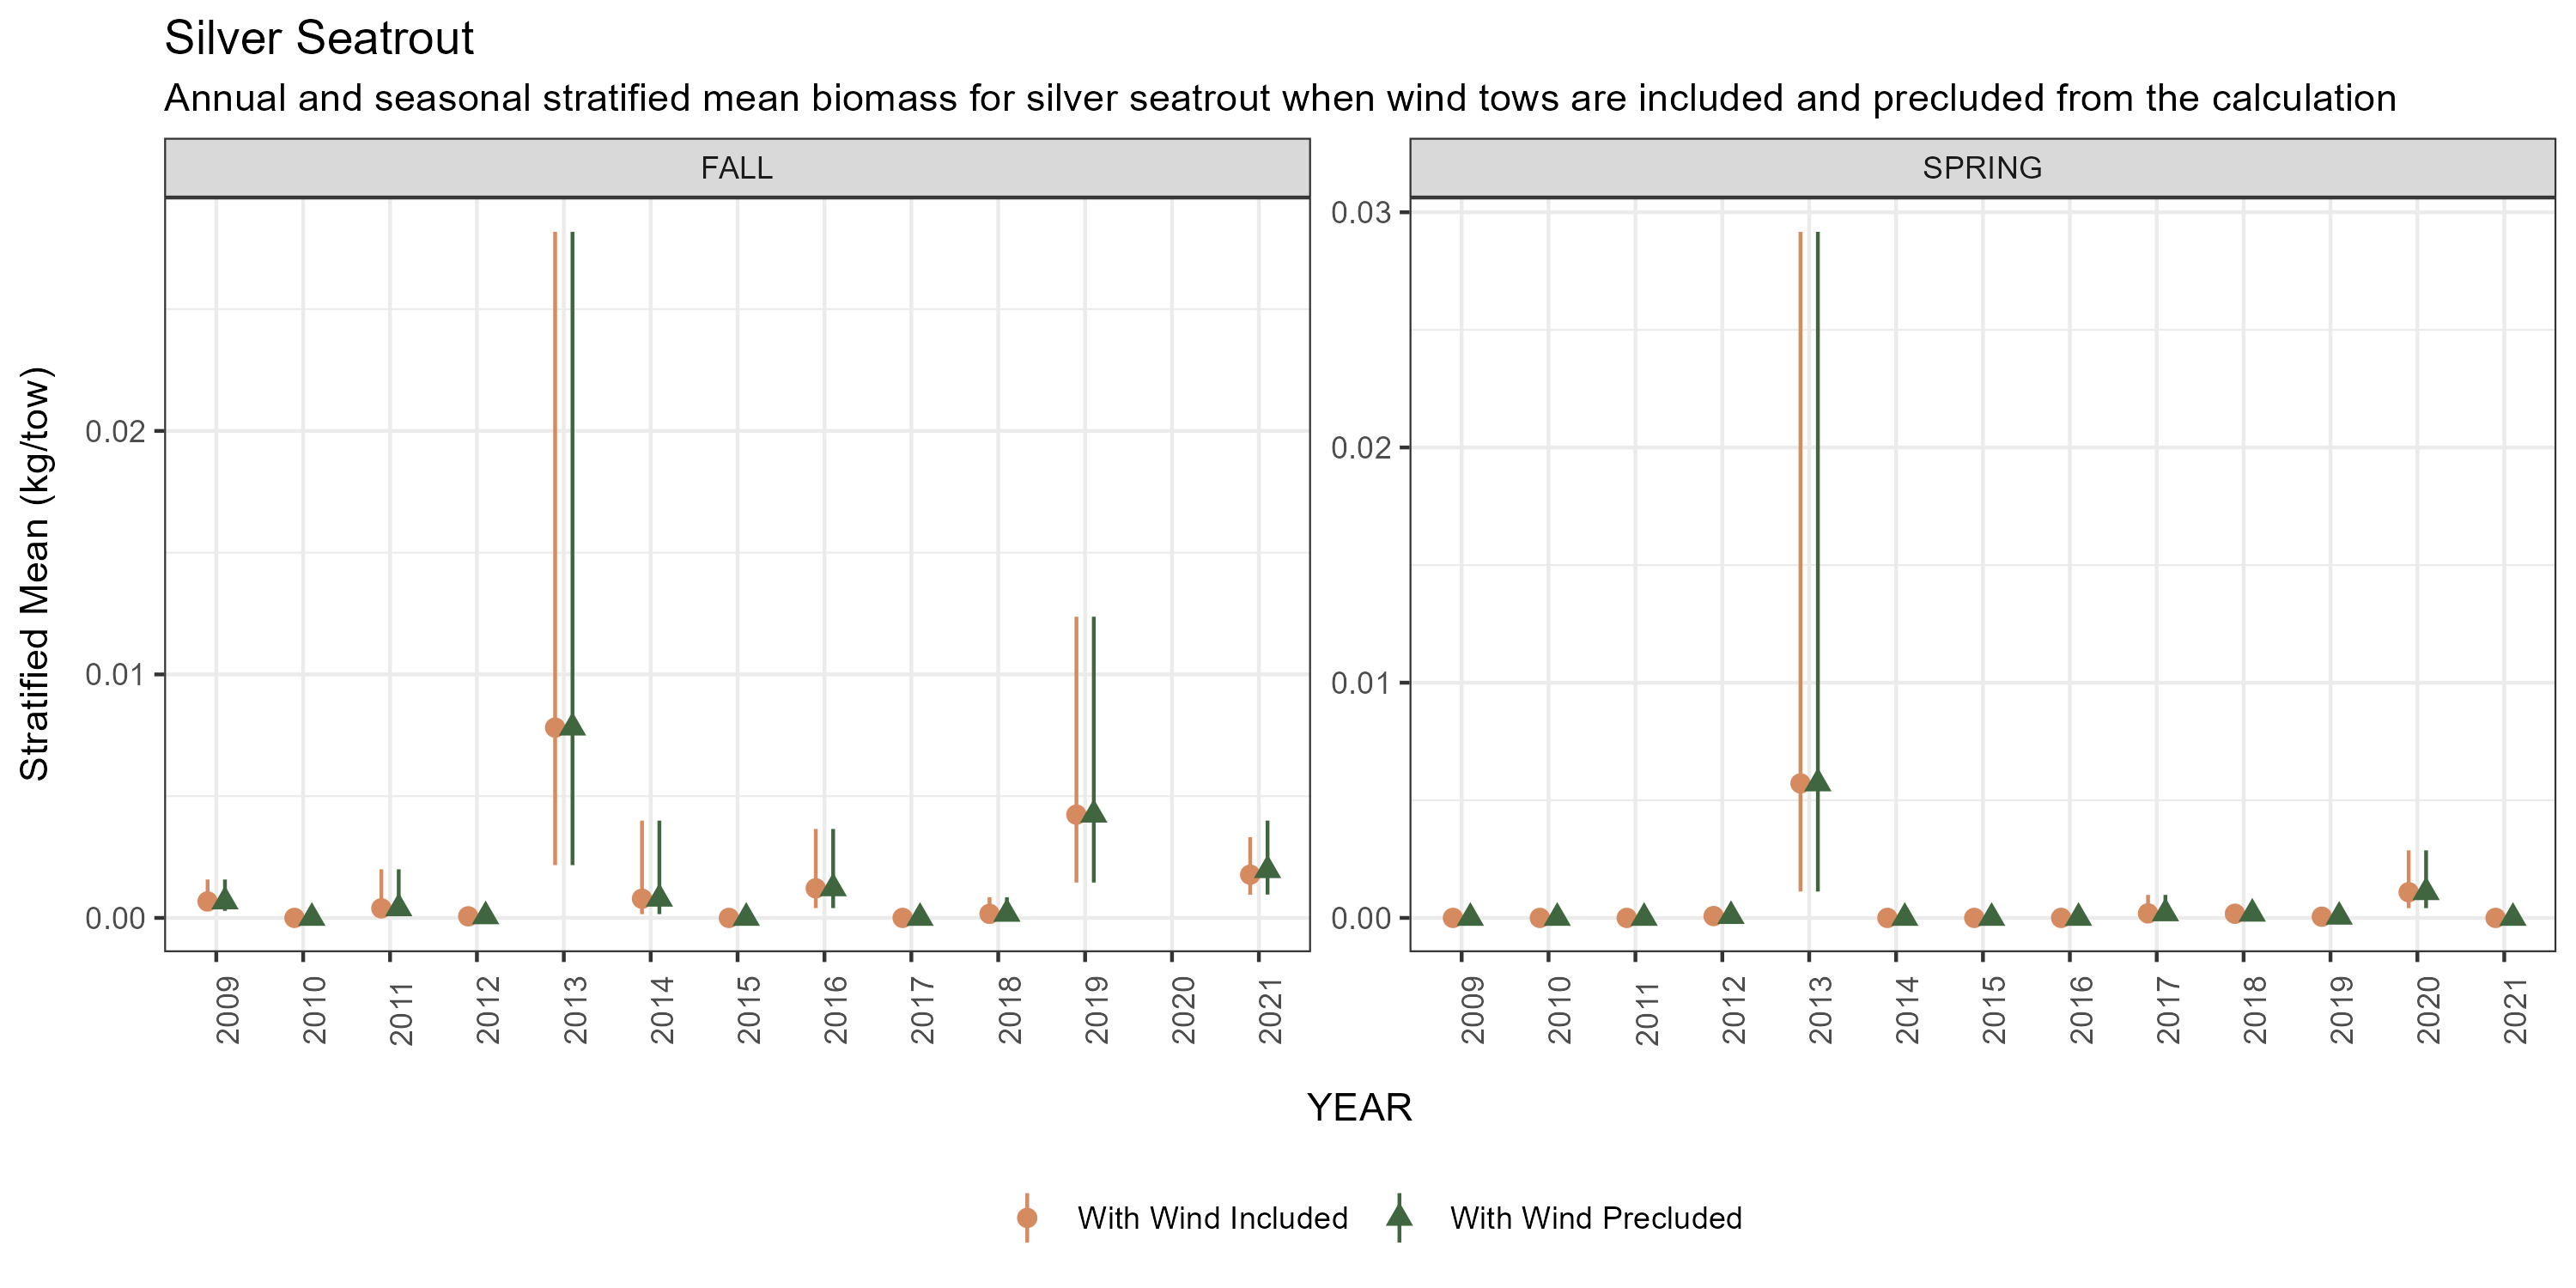 Silver Seatrout
Annual and seasonal stratified mean biomass for silver seatrout when wind tows are included and precluded from the calculation
FALL
SPRING
Stratified Mean (kg/tow)
0.02
0.01
0.00
0.03
0.02
0.01
0.00
2009 2010 2011 2012 2013 2014 2015 2016 2017 2018 2019 2020 2021
2009 2010 2011 2012 2013 2014 2015 2016 2017 2018 2019 2020 2021
YEAR
With Wind Included With Wind Precluded